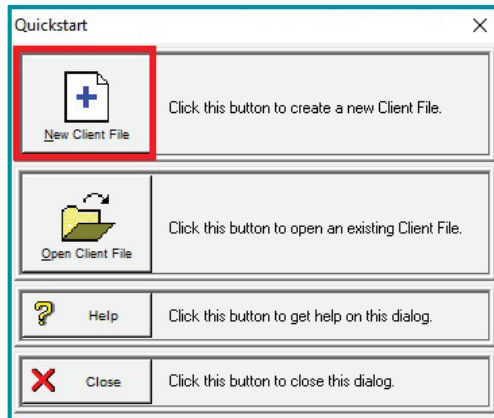 Quickstart
New Client File
Click this button to create a new Client File.
Open Client File
Click this button to open an existing Client File.
Help
Click this button to get help on this dialog.
Close
Click this button to close this dialog.